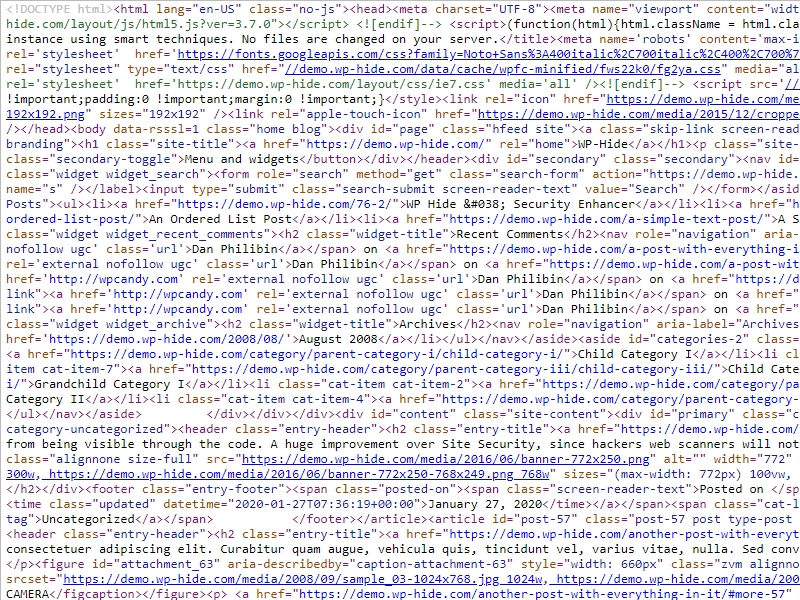 <!DOCTYPE html><html lang="en-US" class="no-js"><head><meta charset="UTF-8"><meta name="viewport" content="widt
hide.com/layout/js/html5.js?ver=3.7.0"></script> <![endif]--> <script>(function(html){html.className = html.cla
instance using smart techniques. No files are changed on your server.</title><meta name='robots' content='max-i
rel='stylesheet'  href='https://fonts.googleapis.com/css?family=Noto+Sans%3A400italic%2C700italic%2C400%2C700%7
rel="stylesheet" type="text/css" href="//demo.wp-hide.com/data/cache/wpfc-minified/fws22k0/fg2ya.css" media="al
rel='stylesheet'  href='https://demo.wp-hide.com/layout/css/ie7.css' media='all' /><![endif]--> <script src='//
!important;padding:0 !important;margin:0 !important;}</style><link rel="icon" href="https://demo.wp-hide.com/me
192x192.png" sizes="192x192" /><link rel="apple-touch-icon" href="https://demo.wp-hide.com/media/2015/12/croppe
/></head><body data-rsssl=1 class="home blog"><div id="page" class="hfeed site"><a class="skip-link screen-read
branding"><h1 class="site-title"><a href="https://demo.wp-hide.com/" rel="home">WP-Hide</a></h1><p class="site-
class="secondary-toggle">Menu and widgets</button></div></header><div id="secondary" class="secondary"><nav id=
class="widget widget_search"><form role="search" method="get" class="search-form" action="https://demo.wp-hide.
name="s" /></label><input type="submit" class="search-submit screen-reader-text" value="Search" /></form></asid
Posts"><ul><li><a href="https://demo.wp-hide.com/76-2/">WP Hide &#038; Security Enhancer</a></li><li><a href="h
ordered-list-post/">An Ordered List Post</a></li><li><a href="https://demo.wp-hide.com/a-simple-text-post/">A S
class="widget widget_recent_comments"><h2 class="widget-title">Recent Comments</h2><nav role="navigation" aria-
nofollow ugc' class='url'>Dan Philibin</a></span> on <a href="https://demo.wp-hide.com/a-post-with-everything-i
rel='external nofollow ugc' class='url'>Dan Philibin</a></span> on <a href="https://demo.wp-hide.com/a-post-wit
href='http://wpcandy.com' rel='external nofollow ugc' class='url'>Dan Philibin</a></span> on <a href="https://d
link"><a href='http://wpcandy.com' rel='external nofollow ugc' class='url'>Dan Philibin</a></span> on <a href="
link"><a href='http://wpcandy.com' rel='external nofollow ugc' class='url'>Dan Philibin</a></span> on <a href="
class="widget widget_archive"><h2 class="widget-title">Archives</h2><nav role="navigation" aria-label="Archives
href='https://demo.wp-hide.com/2008/08/'>August 2008</a></li></ul></nav></aside><aside id="categories-2" class=
<a href="https://demo.wp-hide.com/category/parent-category-i/child-category-i/">Child Category I</a></li><li cl
item cat-item-7"><a href="https://demo.wp-hide.com/category/parent-category-iii/child-category-iii/">Child Cate
i/">Grandchild Category I</a></li><li class="cat-item cat-item-2"><a href="https://demo.wp-hide.com/category/pa
Category II</a></li><li class="cat-item cat-item-4"><a href="https://demo.wp-hide.com/category/parent-category-
</ul></nav></aside>         </div></div></div><div id="content" class="site-content"><div id="primary" class="c
category-uncategorized"><header class="entry-header"><h2 class="entry-title"><a href="https://demo.wp-hide.com/
from being visible through the code. A huge improvement over Site Security, since hackers web scanners will not
class="alignnone size-full" src="https://demo.wp-hide.com/media/2016/06/banner-772x250.png" alt="" width="772"
300w, https://demo.wp-hide.com/media/2016/06/banner-772x250-768x249.png 768w" sizes="(max-width: 772px) 100vw,
</h2></div><footer class="entry-footer"><span class="posted-on"><span class="screen-reader-text">Posted on </sp
<time class="updated" datetime="2020-01-27T07:36:19+00:00">January 27, 2020</time></a></span><span class="cat-l
tag">Uncategorized</a></span>           </footer></article><article id="post-57" class="post-57 post type-post
<header class="entry-header"><h2 class="entry-title"><a href="https://demo.wp-hide.com/another-post-with-everyt
consectetuer adipiscing elit. Curabitur quam augue, vehicula quis, tincidunt vel, varius vitae, nulla. Sed conv
</p><figure id="attachment_63" aria-describedby="caption-attachment-63" style="width: 660px" class="zvm alignno
srcset="https://demo.wp-hide.com/media/2008/09/sample_03-1024x768.jpg 1024w, https://demo.wp-hide.com/media/200
CAMERA</figcaption></figure><p> <a href="https://demo.wp-hide.com/another-post-with-everything-in-it/#more-57"